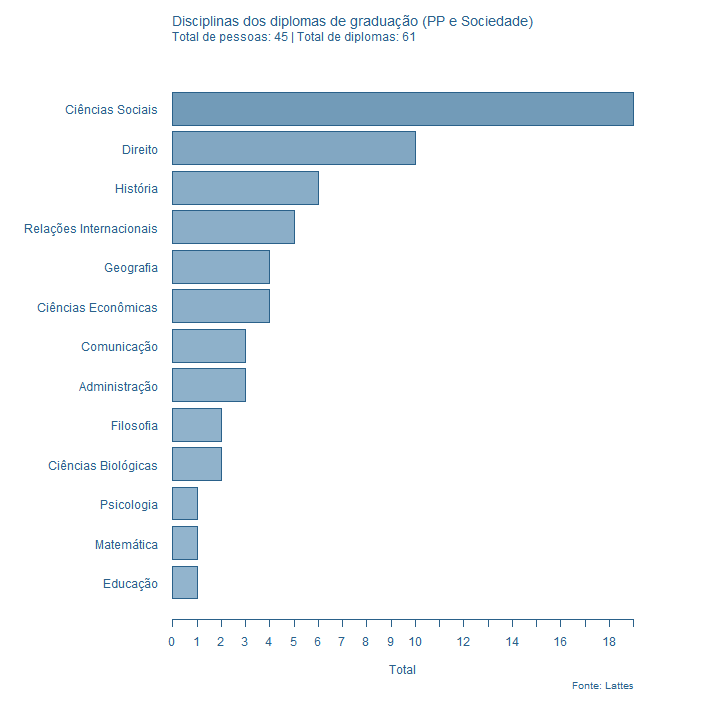 Disciplinas dos diplomas de graduação (PP e Sociedade)
Total de pessoas: 45 | Total de diplomas: 61
Ciências Sociais
Direito
História
Relações Internacionais
Geografia
Ciências Econômicas
Comunicação
Administração
Filosofia
Ciências Biológicas
Psicologia
Matemática
Educação
0 1 2 3 4 5 6 7 8 9 10 12 14 16 18
Total
Fonte: Lattes